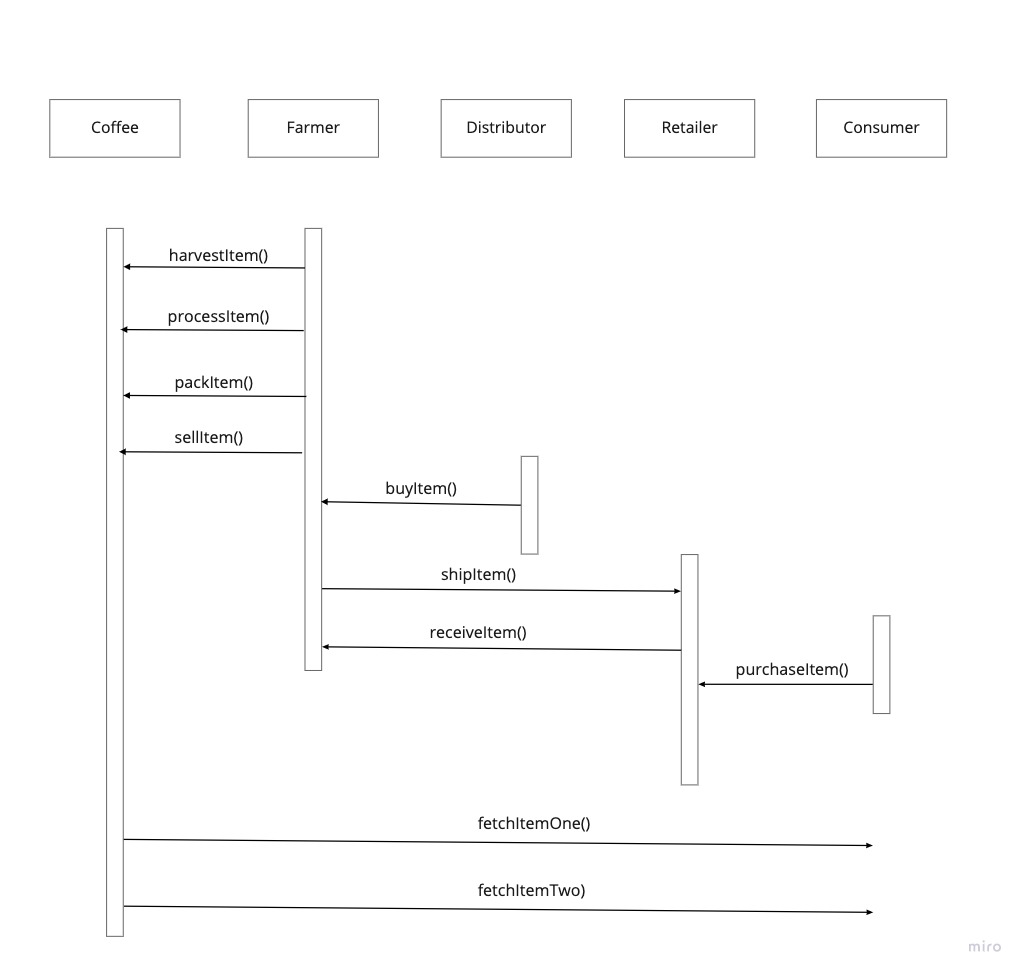 Coffee
Farmer
Distributor
Retailer
Consumer
harvestItem()
processItem()
packItem()
sellItem()
buyItem()
shipItem()
receiveItem()
purchaseItem()
fetchItemOne()
fetchItemTwo)
miro